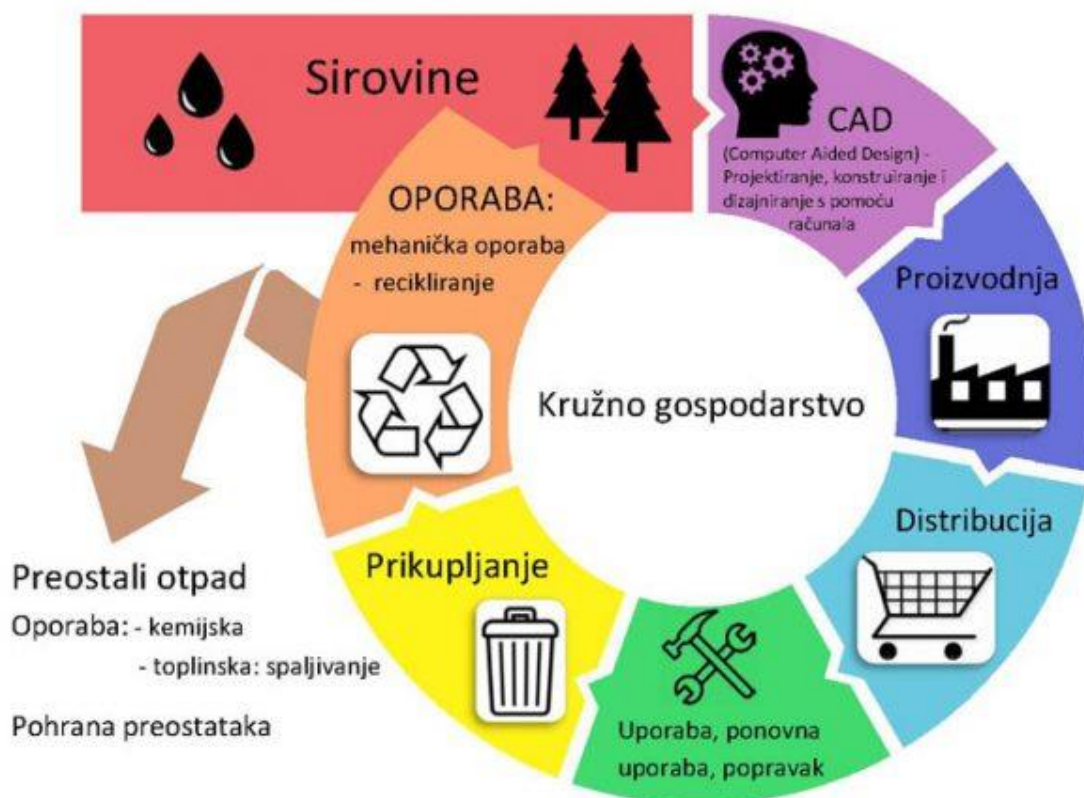 Sirovine
CAD
(Computer Aided Design) -
Projektiranje, konstruiranje i
dizajniranje s pomoću
računala
Proizvodnja
Distribucija
Uporaba, ponovna
uporaba, popravak
Prikupljanje
OPORABA:
mehanička oporaba
- recikliranje
Kružno gospodarstvo
Preostali otpad
Oporaba: - kemijska
- toplinska: spaljivanje
Pohrana preostataka